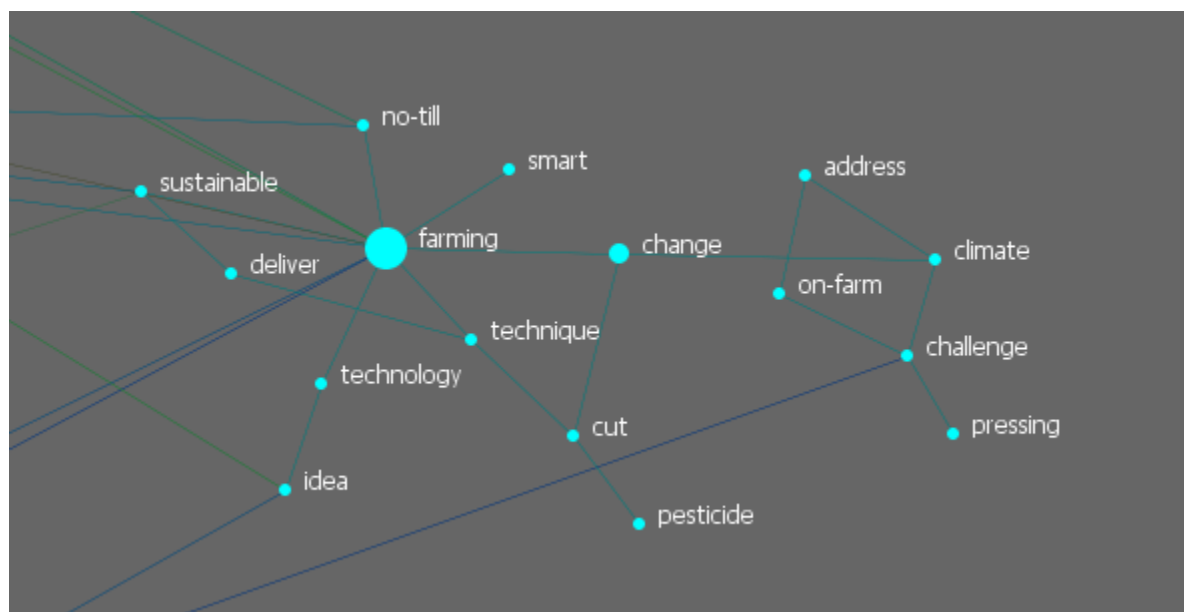 no-till
smart
address
sustainable
farming
change
climate
deliver
on-farm
technique
challenge
technology
cut
pressing
idea
pesticide